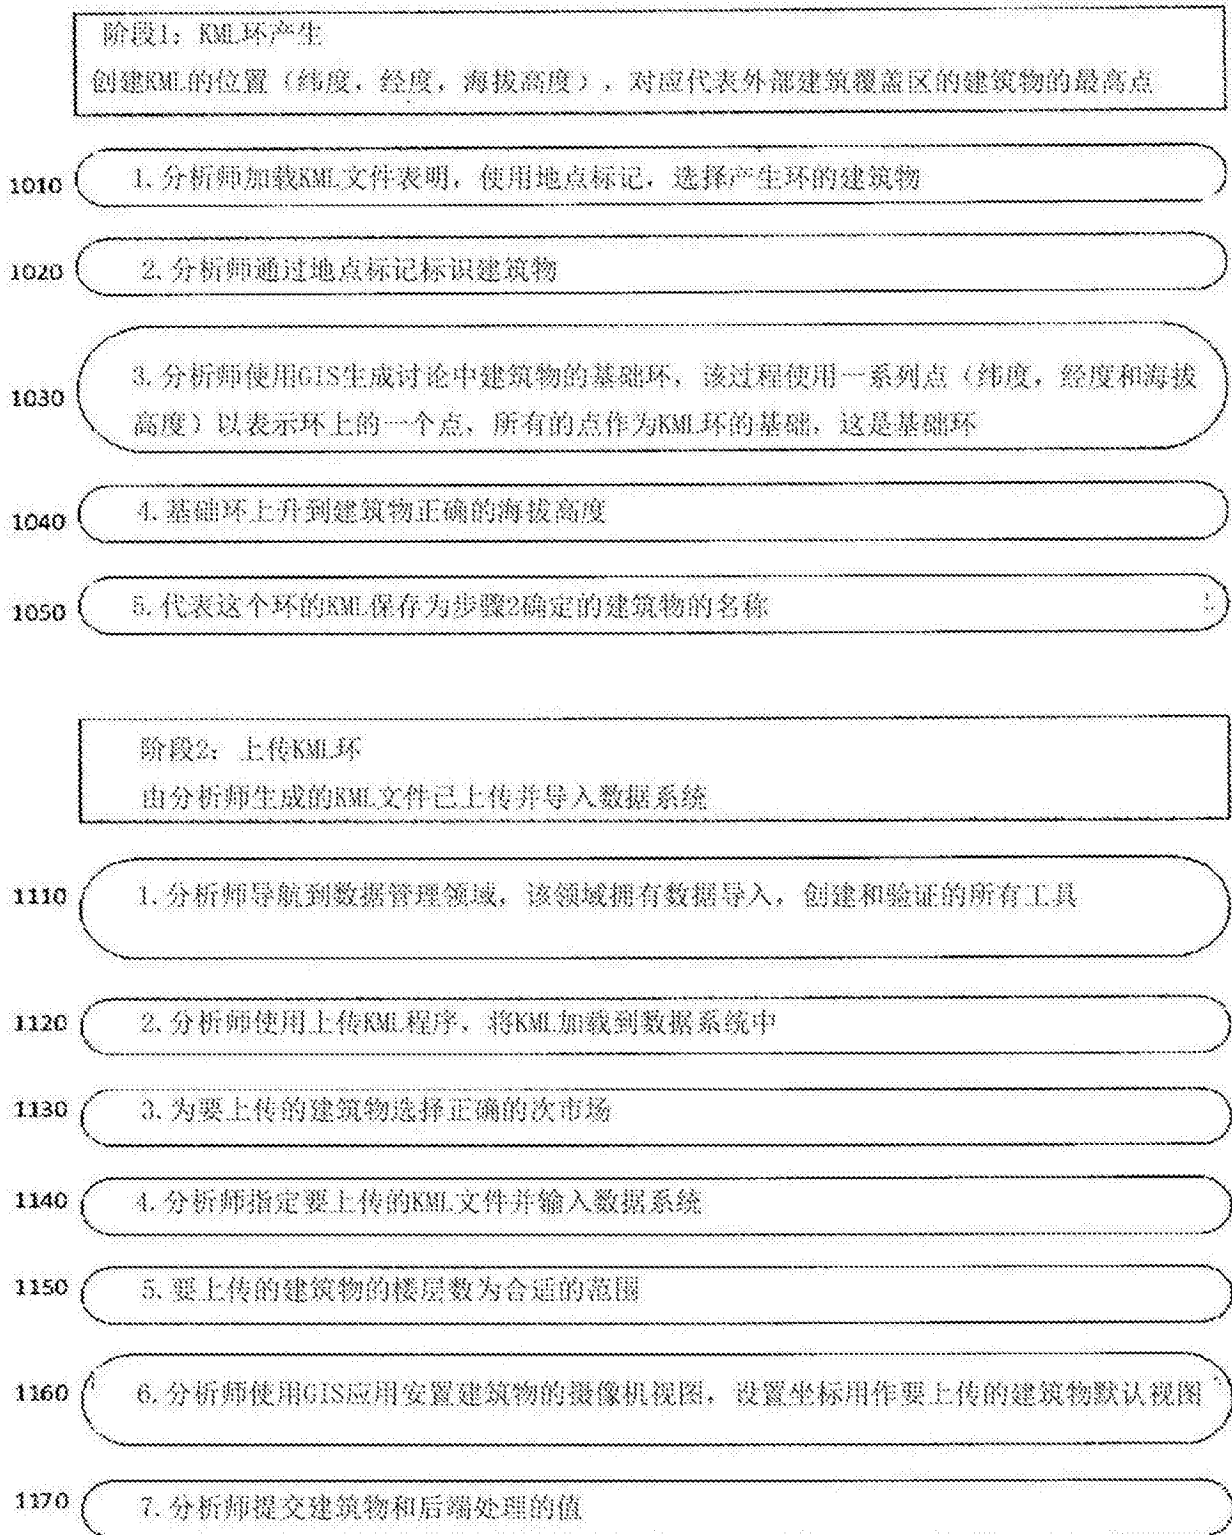 阶段1：KML环产生
创建KML的位置（纬度，经度，海拔高度），对应代表外部建筑覆盖区的建筑物的最高点
1010 1.分析师加载KML文件表明，使用地点标记，选择产生环的建筑物
1020 2.分析师通过地点标记标识建筑物
3.分析师使用GIS生成讨论中建筑物的基础环，该过程使用一系列点（纬度，经度和海拔
1030
高度）以表示环上的一个点，所有的点作为KML环的基础，这是基础环
1040 4.基础环上升到建筑物正确的海拔高度
1050 5.代表这个环的KML保存为步骤2确定的建筑物的名称
阶段2：上传KML环
由分析师生成的KML文件已上传并导入数据系统
1110 1.分析师导航到数据管理领域，该领域拥有数据导入，创建和验证的所有工具
1120 2.分析师使用上传KML程序，将KML加载到数据系统中
1130 3.为要上传的建筑物选择正确的次市场
1140 4.分析师指定要上传的KML文件并输入数据系统
1150 5.要上传的建筑物的楼层数为合适的范围
1160 6.分析师使用GIS应用安置建筑物的摄像机视图，设置坐标用作要上传的建筑物默认视图
1170 7.分析师提交建筑物和后端处理的值